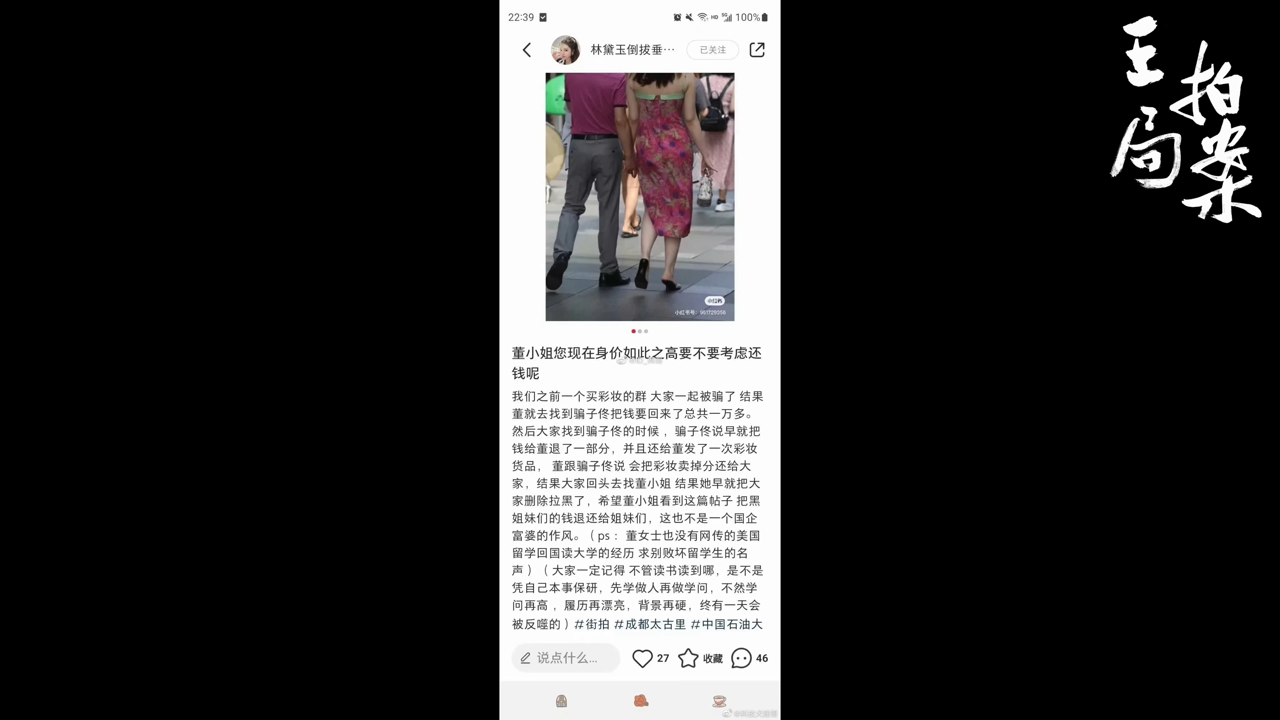 22:39
HD 5G 100%
林黛玉倒拔垂…
已关注
王局拍案
小红书
小红书号：
董小姐您现在身价如此之高要不要考虑还
钱呢
我们之前一个买彩妆的群 大家一起被骗了 结果
董就去找到骗子佟把钱要回来了总共一万多。
然后大家找到骗子佟的时候 ，骗子佟说早就把
钱给董退了一部分，并且还给董发了一次彩妆
货品， 董跟骗子佟说 会把彩妆卖掉分还给大
家，结果大家回头去找董小姐 结果她早就把大
家删除拉黑了，希望董小姐看到这篇帖子 把黑
姐妹们的钱退还给姐妹们，这也不是一个国企
富婆的作风。（ps ：董女士也没有网传的美国
留学回国读大学的经历 求别败坏留学生的名
声 ）（ 大家一定记得 不管读书读到哪，是不是
凭自己本事保研，先学做人再做学问，不然学
问再高 ，履历再漂亮，背景再硬，终有一天会
被反噬的 ）#街拍 #成都太古里 #中国石油大
说点什么...
27
收藏
46